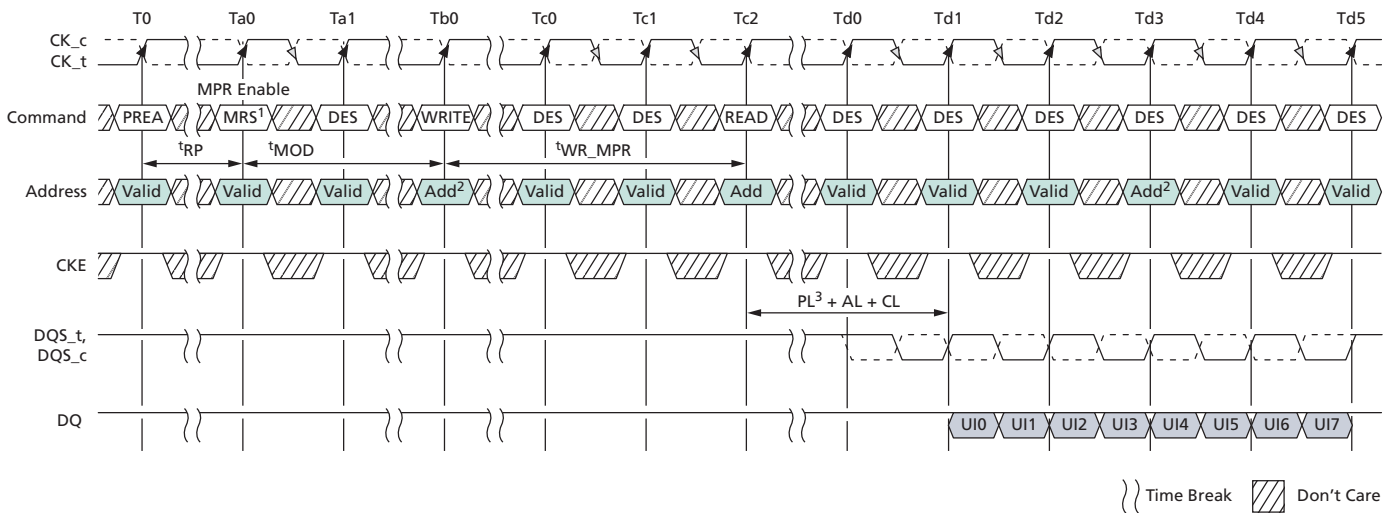 T0 Ta0 Ta1 Tb0 Tc0 Tc1 Tc2 Td0 Td1 Td2 Td3 Td4 Td5
CK_c
CK_t
MPR Enable
Command PREA MRS¹ DES WRITE DES DES READ DES DES DES DES DES DES
tRP tMOD tWR_MPR
Address Valid Valid Valid Add² Valid Valid Add Valid Valid Valid Add² Valid Valid
CKE
PL³ + AL + CL
DQS_t,
DQS_c
DQ UI0 UI1 UI2 UI3 UI4 UI5 UI6 UI7
Time Break Don’t Care